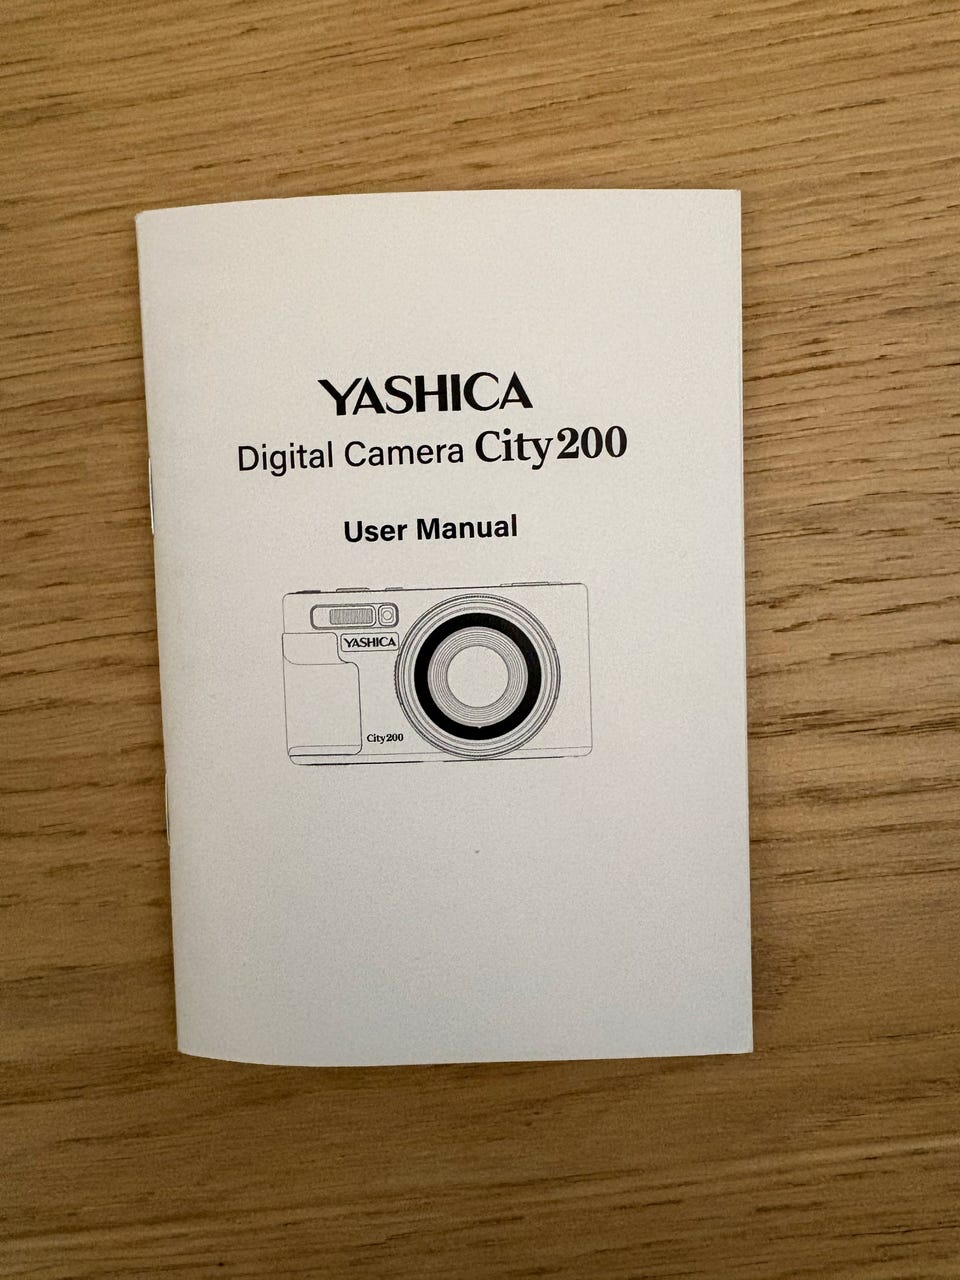 YASHICA
Digital Camera City200
User Manual
YASHICA
City200